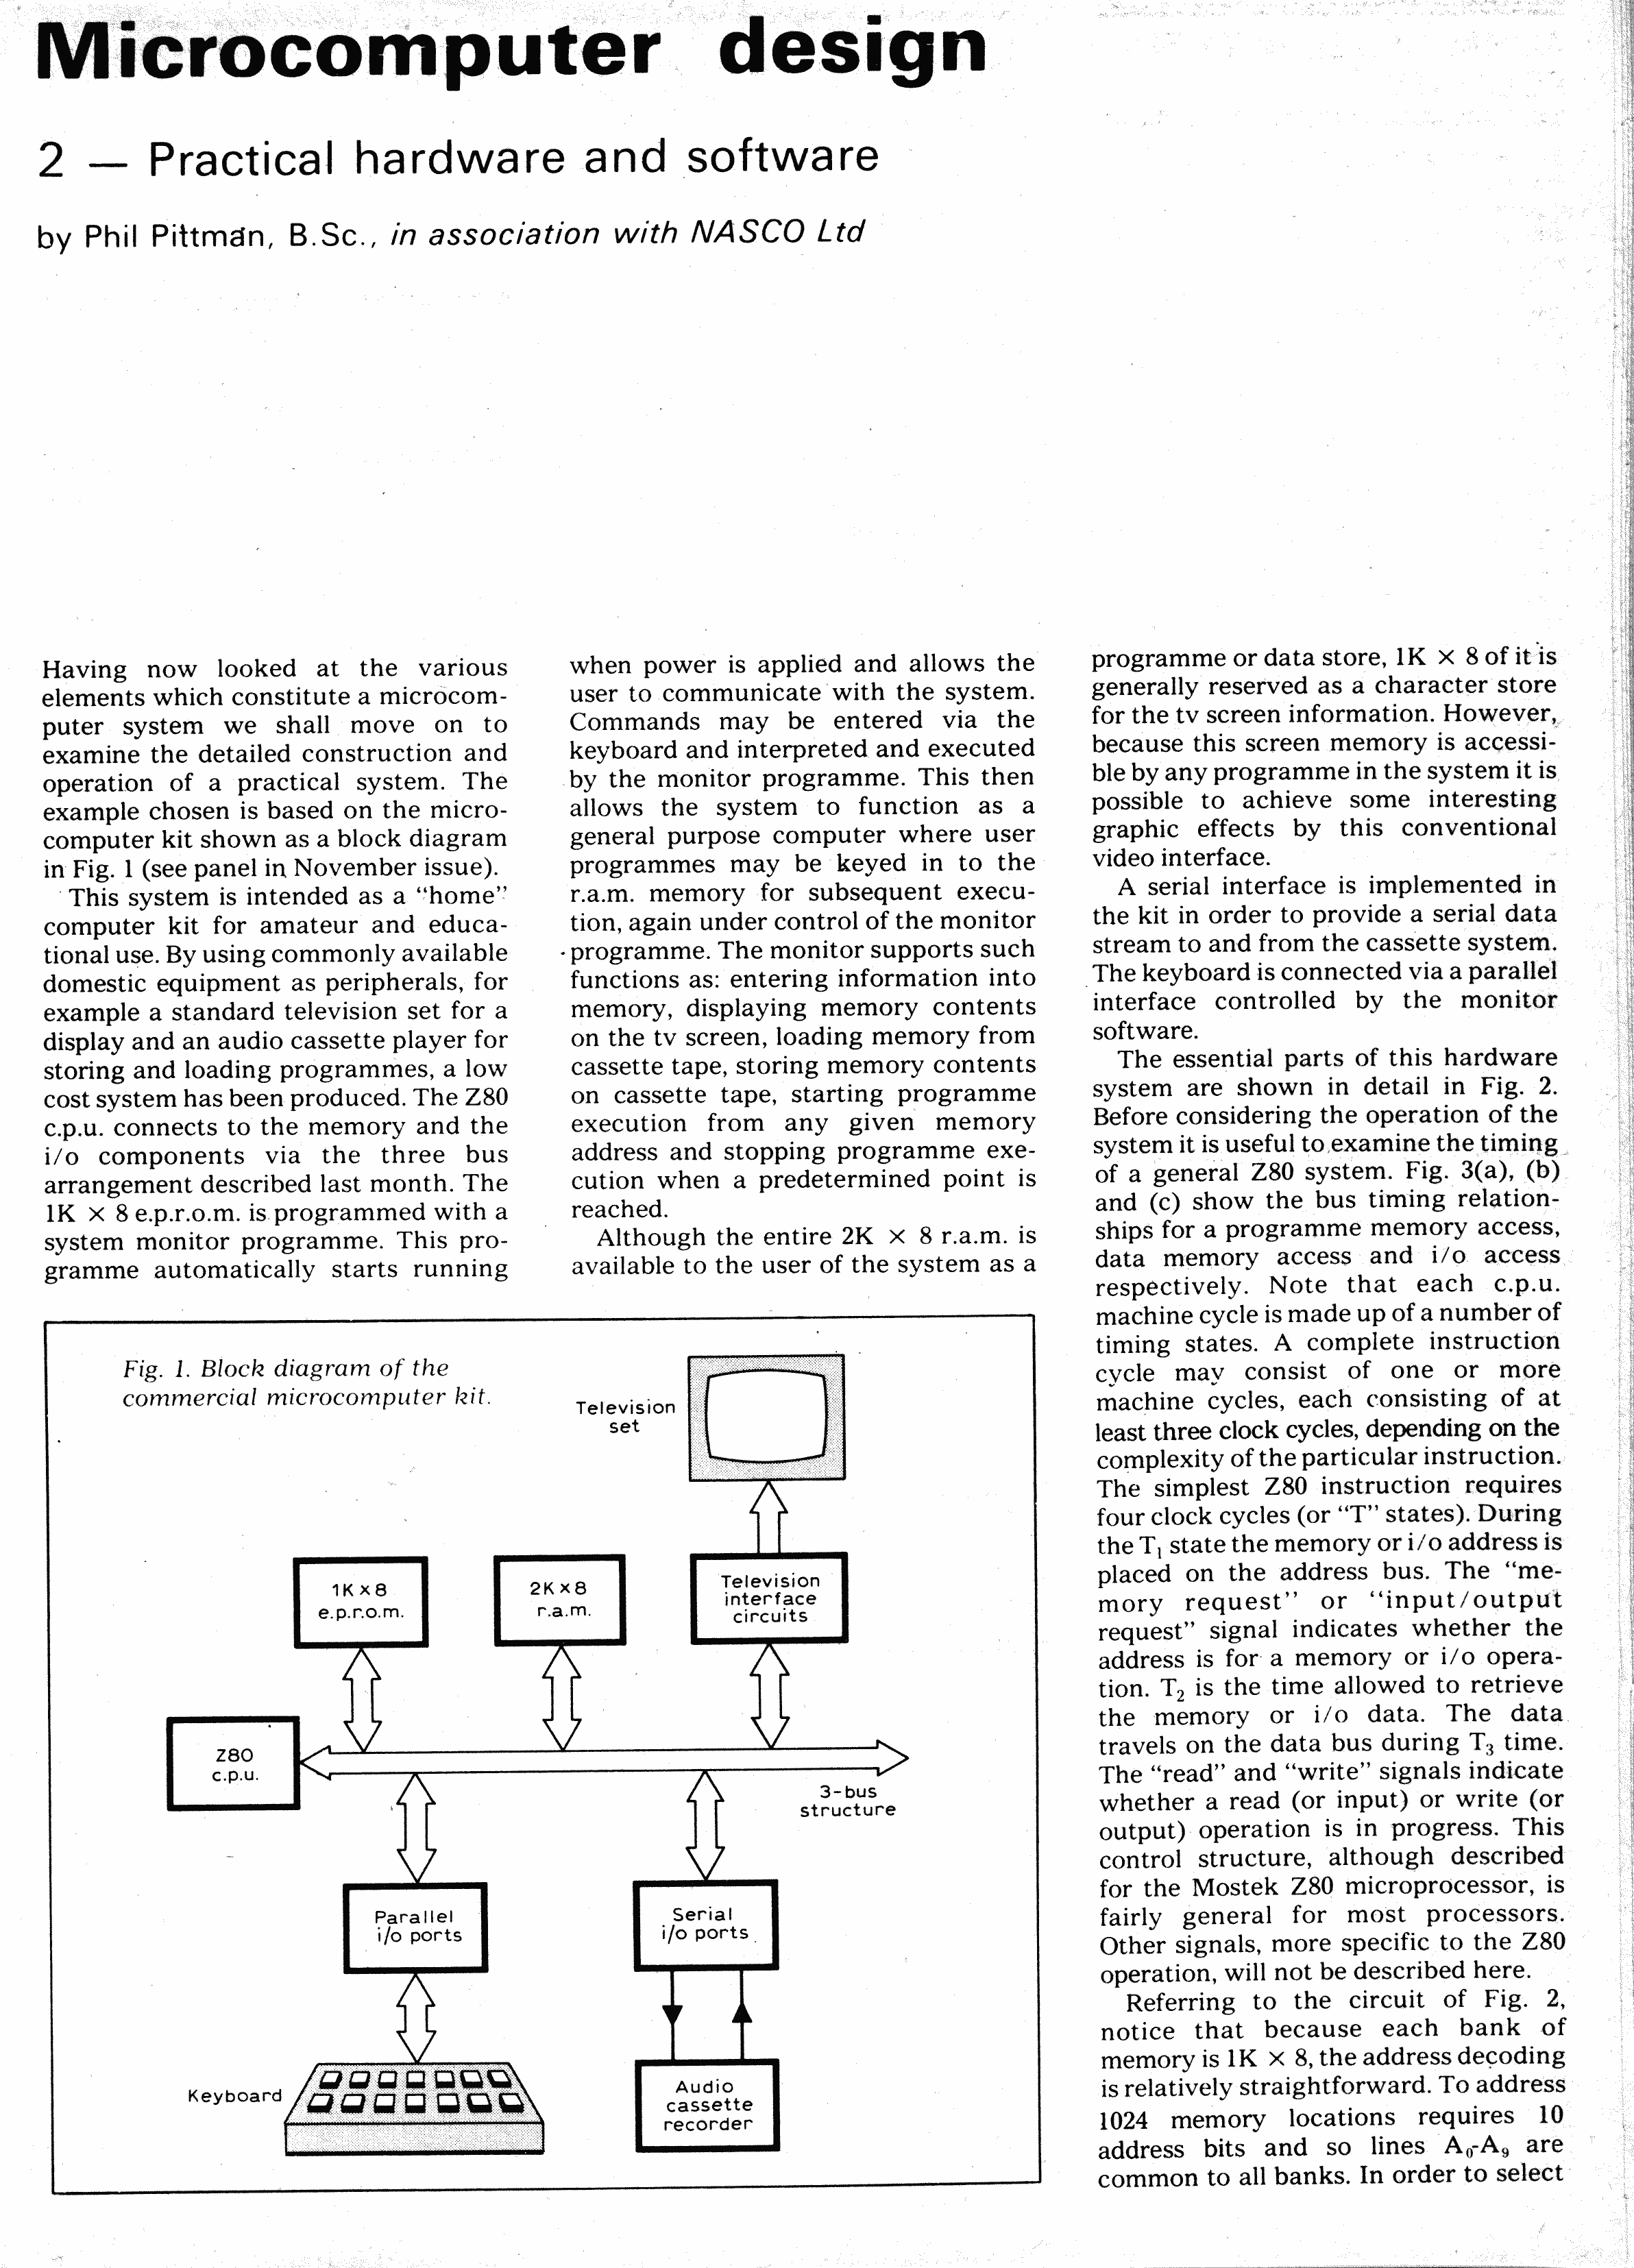 Microcomputer design
2 — Practical hardware and software
by Phil Pittman, B.Sc., in association with NASCO Ltd
Having now looked at the various
elements which constitute a microcom-
puter system we shall move on to
examine the detailed construction and
operation of a practical system. The
example chosen is based on the micro-
computer kit shown as a block diagram
in Fig. 1 (see panel in November issue).
This system is intended as a "home"
computer kit for amateur and educa-
tional use. By using commonly available
domestic equipment as peripherals, for
example a standard television set for a
display and an audio cassette player for
storing and loading programmes, a low
cost system has been produced. The Z80
c.p.u. connects to the memory and the
i/o components via the three bus
arrangement described last month. The
1K × 8 e.p.r.o.m. is programmed with a
system monitor programme. This pro-
gramme automatically starts running
when power is applied and allows the
user to communicate with the system.
Commands may be entered via the
keyboard and interpreted and executed
by the monitor programme. This then
allows the system to function as a
general purpose computer where user
programmes may be keyed in to the
r.a.m. memory for subsequent execu-
tion, again under control of the monitor
programme. The monitor supports such
functions as: entering information into
memory, displaying memory contents
on the tv screen, loading memory from
cassette tape, storing memory contents
on cassette tape, starting programme
execution from any given memory
address and stopping programme exe-
cution when a predetermined point is
reached.
Although the entire 2K × 8 r.a.m. is
available to the user of the system as a
programme or data store, 1K × 8 of it is
generally reserved as a character store
for the tv screen information. However,
because this screen memory is accessi-
ble by any programme in the system it is
possible to achieve some interesting
graphic effects by this conventional
video interface.
A serial interface is implemented in
the kit in order to provide a serial data
stream to and from the cassette system.
The keyboard is connected via a parallel
interface controlled by the monitor
software.
The essential parts of this hardware
system are shown in detail in Fig. 2.
Before considering the operation of the
system it is useful to examine the timing
of a general Z80 system. Fig. 3(a), (b)
and (c) show the bus timing relation-
ships for a programme memory access,
data memory access and i/o access
respectively. Note that each c.p.u.
machine cycle is made up of a number of
timing states. A complete instruction
cycle may consist of one or more
machine cycles, each consisting of at
least three clock cycles, depending on the
complexity of the particular instruction.
The simplest Z80 instruction requires
four clock cycles (or "T" states). During
the T₁ state the memory or i/o address is
placed on the address bus. The "me-
mory request" or "input/output
request" signal indicates whether the
address is for a memory or i/o opera-
tion. T₂ is the time allowed to retrieve
the memory or i/o data. The data
travels on the data bus during T₃ time.
The "read" and "write" signals indicate
whether a read (or input) or write (or
output) operation is in progress. This
control structure, although described
for the Mostek Z80 microprocessor, is
fairly general for most processors.
Other signals, more specific to the Z80
operation, will not be described here.
Referring to the circuit of Fig. 2,
notice that because each bank of
memory is 1K × 8, the address decoding
is relatively straightforward. To address
1024 memory locations requires 10
address bits and so lines A₀-A₉ are
common to all banks. In order to select
Fig. 1. Block diagram of the
commercial microcomputer kit.
Television
set
1K x 8
e.p.r.o.m.
2K x 8
r.a.m.
Television
interface
circuits
Z80
c.p.u.
3-bus
structure
Parallel
i/o ports
Serial
i/o ports
Keyboard
Audio
cassette
recorder